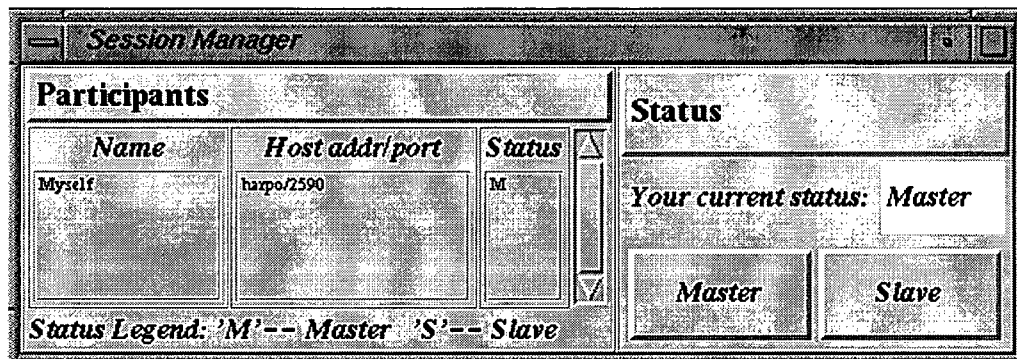 Session Manager
Participants
Name Host addr/port Status
Myself harpo/2590 M
Status Legend: 'M'-- Master 'S'-- Slave
Status
Your current status: Master
Master Slave